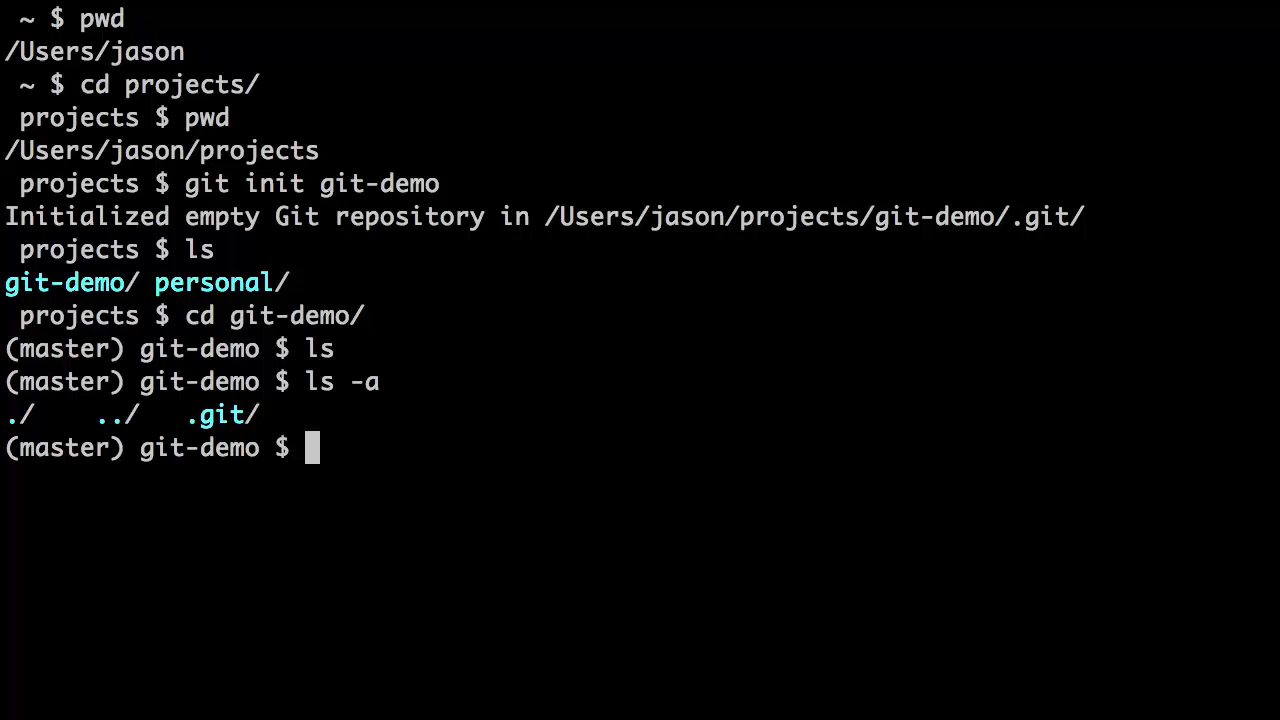 ~ $ pwd
/Users/jason
~ $ cd projects/
projects $ pwd
/Users/jason/projects
projects $ git init git-demo
Initialized empty Git repository in /Users/jason/projects/git-demo/.git/
projects $ ls
git-demo/ personal/
projects $ cd git-demo/
(master) git-demo $ ls
(master) git-demo $ ls -a
./    ../   .git/
(master) git-demo $